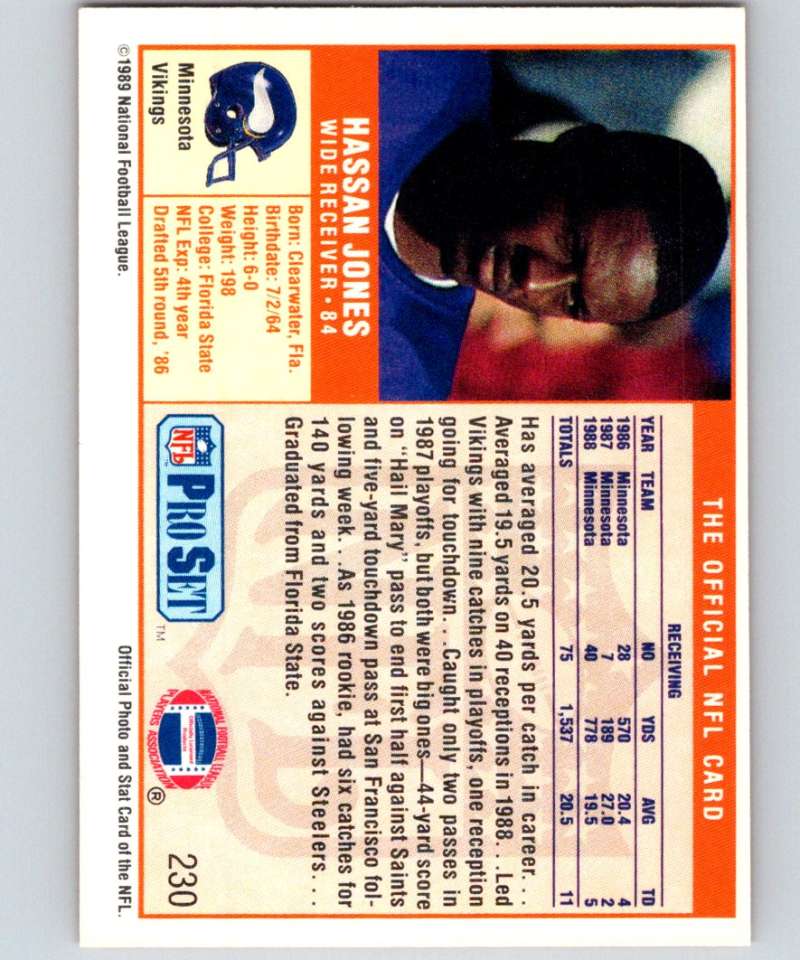 THE OFFICIAL NFL CARD
HASSAN JONES
WIDE RECEIVER • 84
Minnesota
Vikings
Born: Clearwater, Fla.
Birthdate: 7/2/64
Height: 6-0
Weight: 198
College: Florida State
NFL Exp: 4th year
Drafted 5th round, '86
RECEIVING
YEAR TEAM NO YDS AVG TD
1986 Minnesota 28 570 20.4 4
1987 Minnesota 7 189 27.0 2
1988 Minnesota 40 778 19.5 5
TOTALS 75 1,537 20.5 11
Has averaged 20.5 yards per catch in career. . .
Averaged 19.5 yards on 40 receptions in 1988. . .Led
Vikings with nine catches in playoffs, one reception
going for touchdown. . .Caught only two passes in
1987 playoffs, but both were big ones—44-yard score
on "Hail Mary" pass to end first half against Saints
and five-yard touchdown pass at San Francisco fol-
lowing week. . .As 1986 rookie, had six catches for
140 yards and two scores against Steelers. . .
Graduated from Florida State.
NFL PRO SET ™
NATIONAL FOOTBALL LEAGUE
Officially Licensed
Products
PLAYERS ASSOCIATION
®
230
©1989 National Football League.
Official Photo and Stat Card of the NFL.